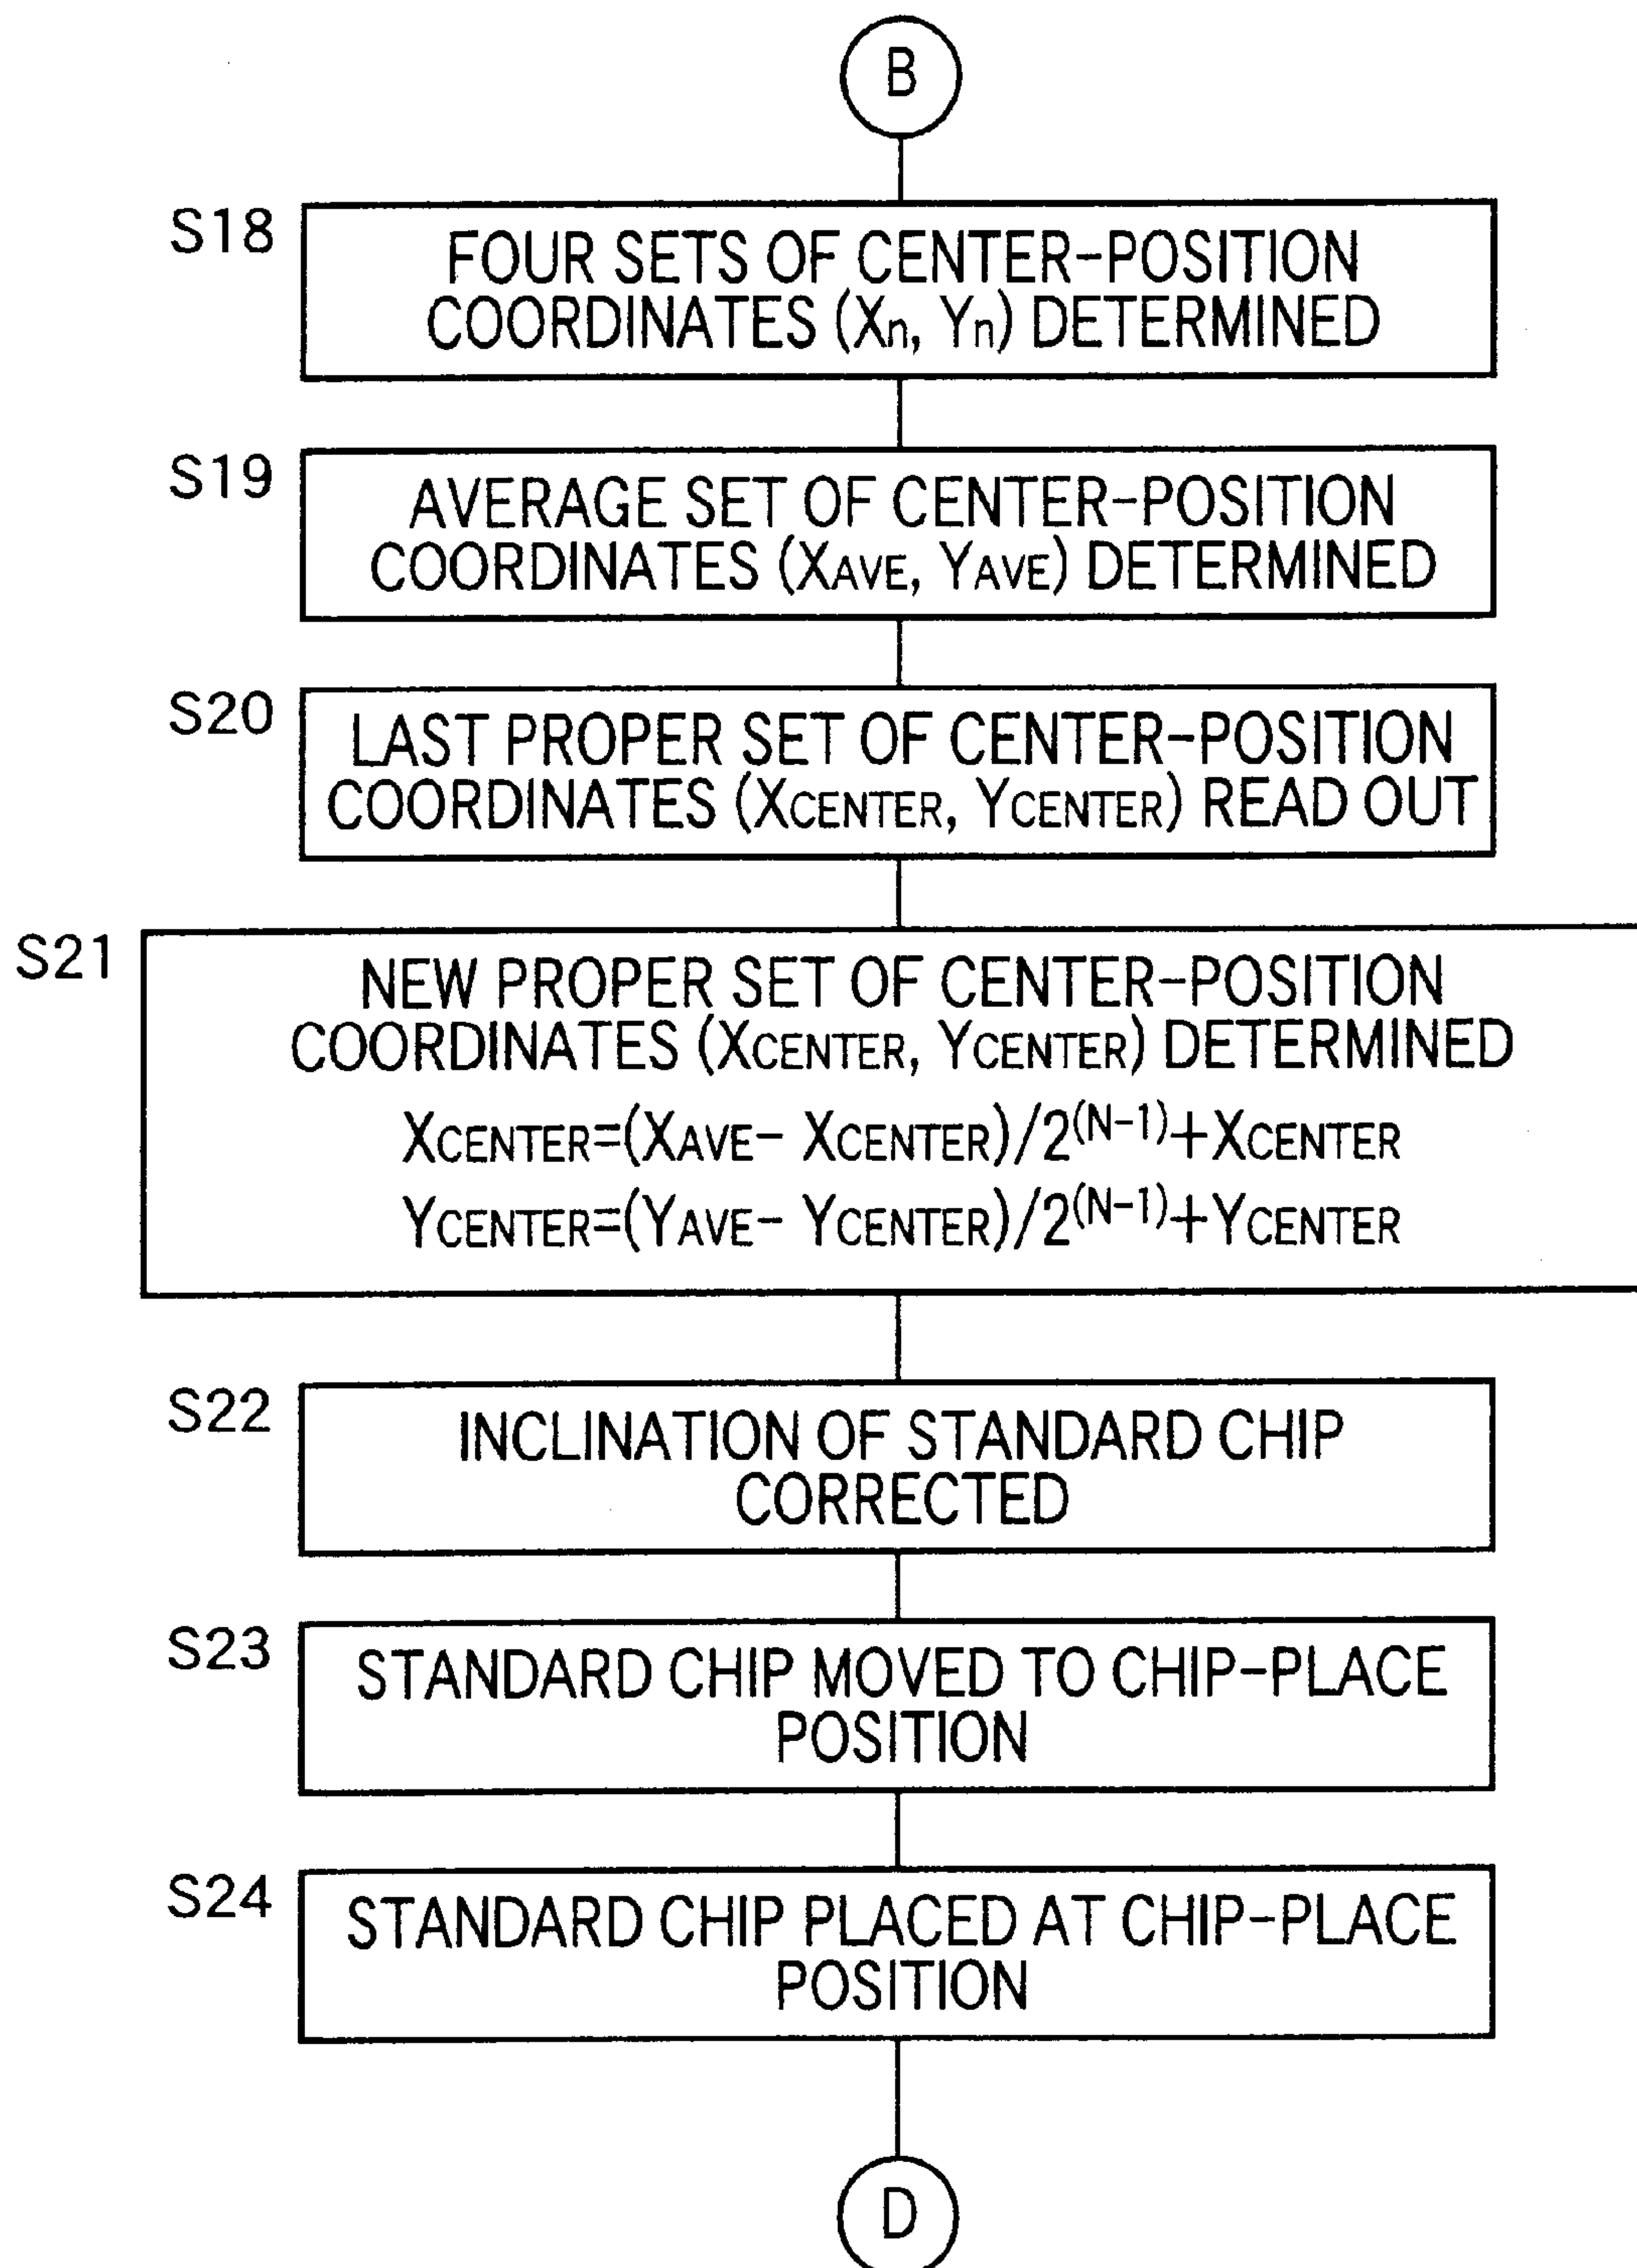 B
S18
FOUR SETS OF CENTER-POSITION
COORDINATES (Xn, Yn) DETERMINED
S19
AVERAGE SET OF CENTER-POSITION
COORDINATES (XAVE, YAVE) DETERMINED
S20
LAST PROPER SET OF CENTER-POSITION
COORDINATES (XCENTER, YCENTER) READ OUT
S21
NEW PROPER SET OF CENTER-POSITION
COORDINATES (XCENTER, YCENTER) DETERMINED
XCENTER=(XAVE- XCENTER)/2^(N-1)+XCENTER
YCENTER=(YAVE- YCENTER)/2^(N-1)+YCENTER
S22
INCLINATION OF STANDARD CHIP
CORRECTED
S23
STANDARD CHIP MOVED TO CHIP-PLACE
POSITION
S24
STANDARD CHIP PLACED AT CHIP-PLACE
POSITION
D